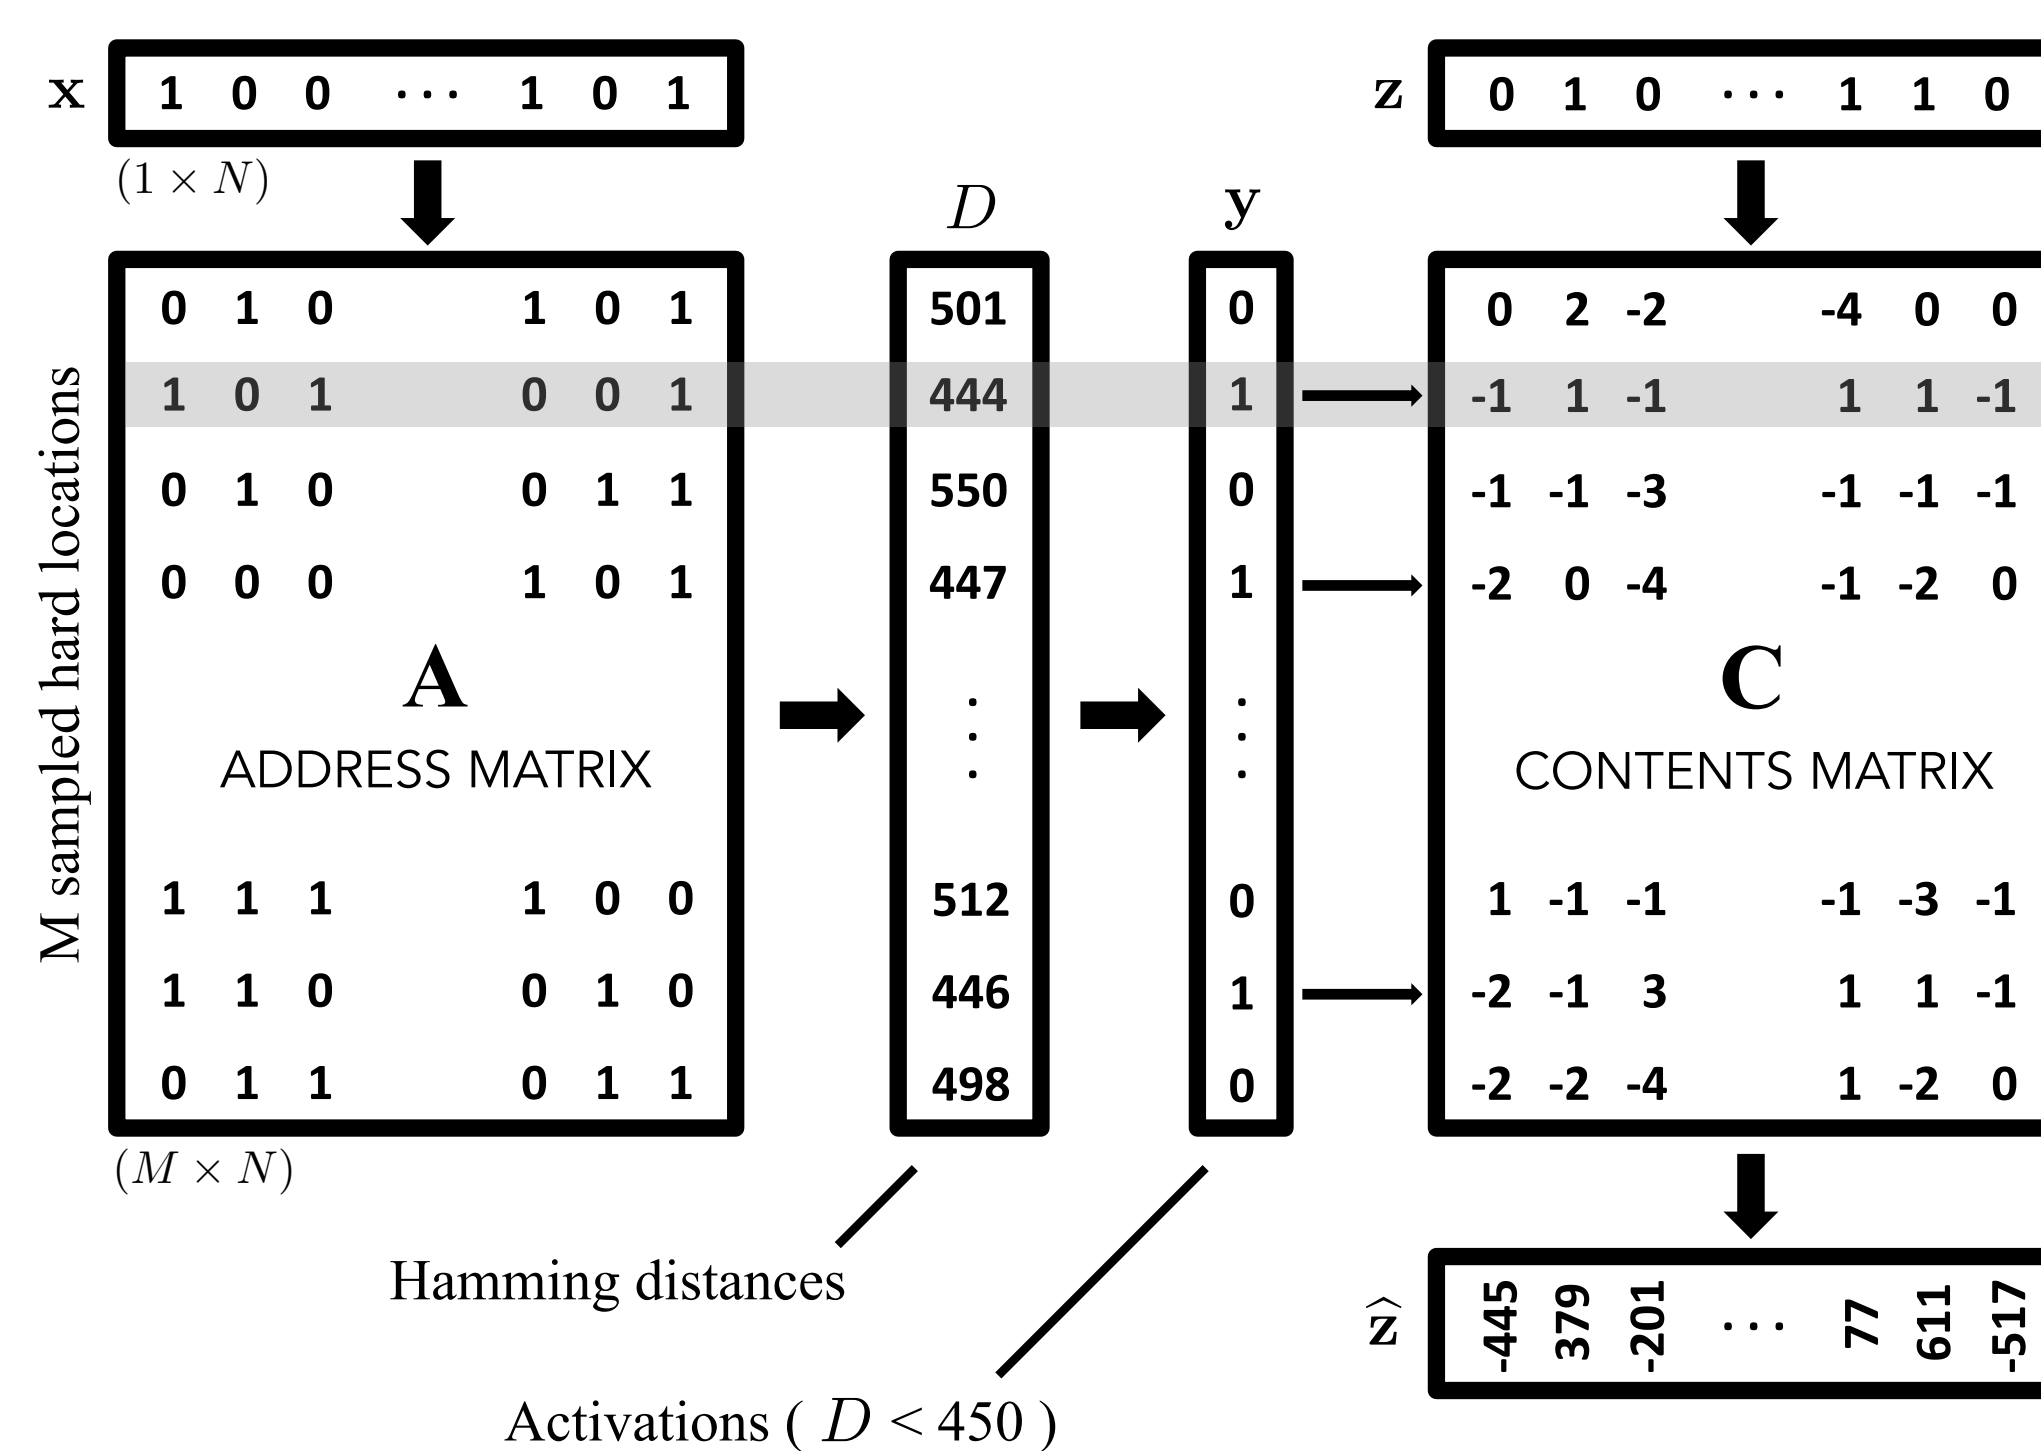 x 1 0 0 ··· 1 0 1
z 0 1 0 ··· 1 1 0
(1 × N)
D
y
M sampled hard locations
0 1 0 1 0 1 501 0 0 2 -2 -4 0 0
1 0 1 0 0 1 444 1 -1 1 -1 1 1 -1
0 1 0 0 1 1 550 0 -1 -1 -3 -1 -1 -1
0 0 0 1 0 1 447 1 -2 0 -4 -1 -2 0
A
C
ADDRESS MATRIX
CONTENTS MATRIX
1 1 1 1 0 0 512 0 1 -1 -1 -1 -3 -1
1 1 0 0 1 0 446 1 -2 -1 3 1 1 -1
0 1 1 0 1 1 498 0 -2 -2 -4 1 -2 0
(M × N)
Hamming distances
ẑ -445 379 -201 ··· 77 611 -517
Activations ( D < 450 )